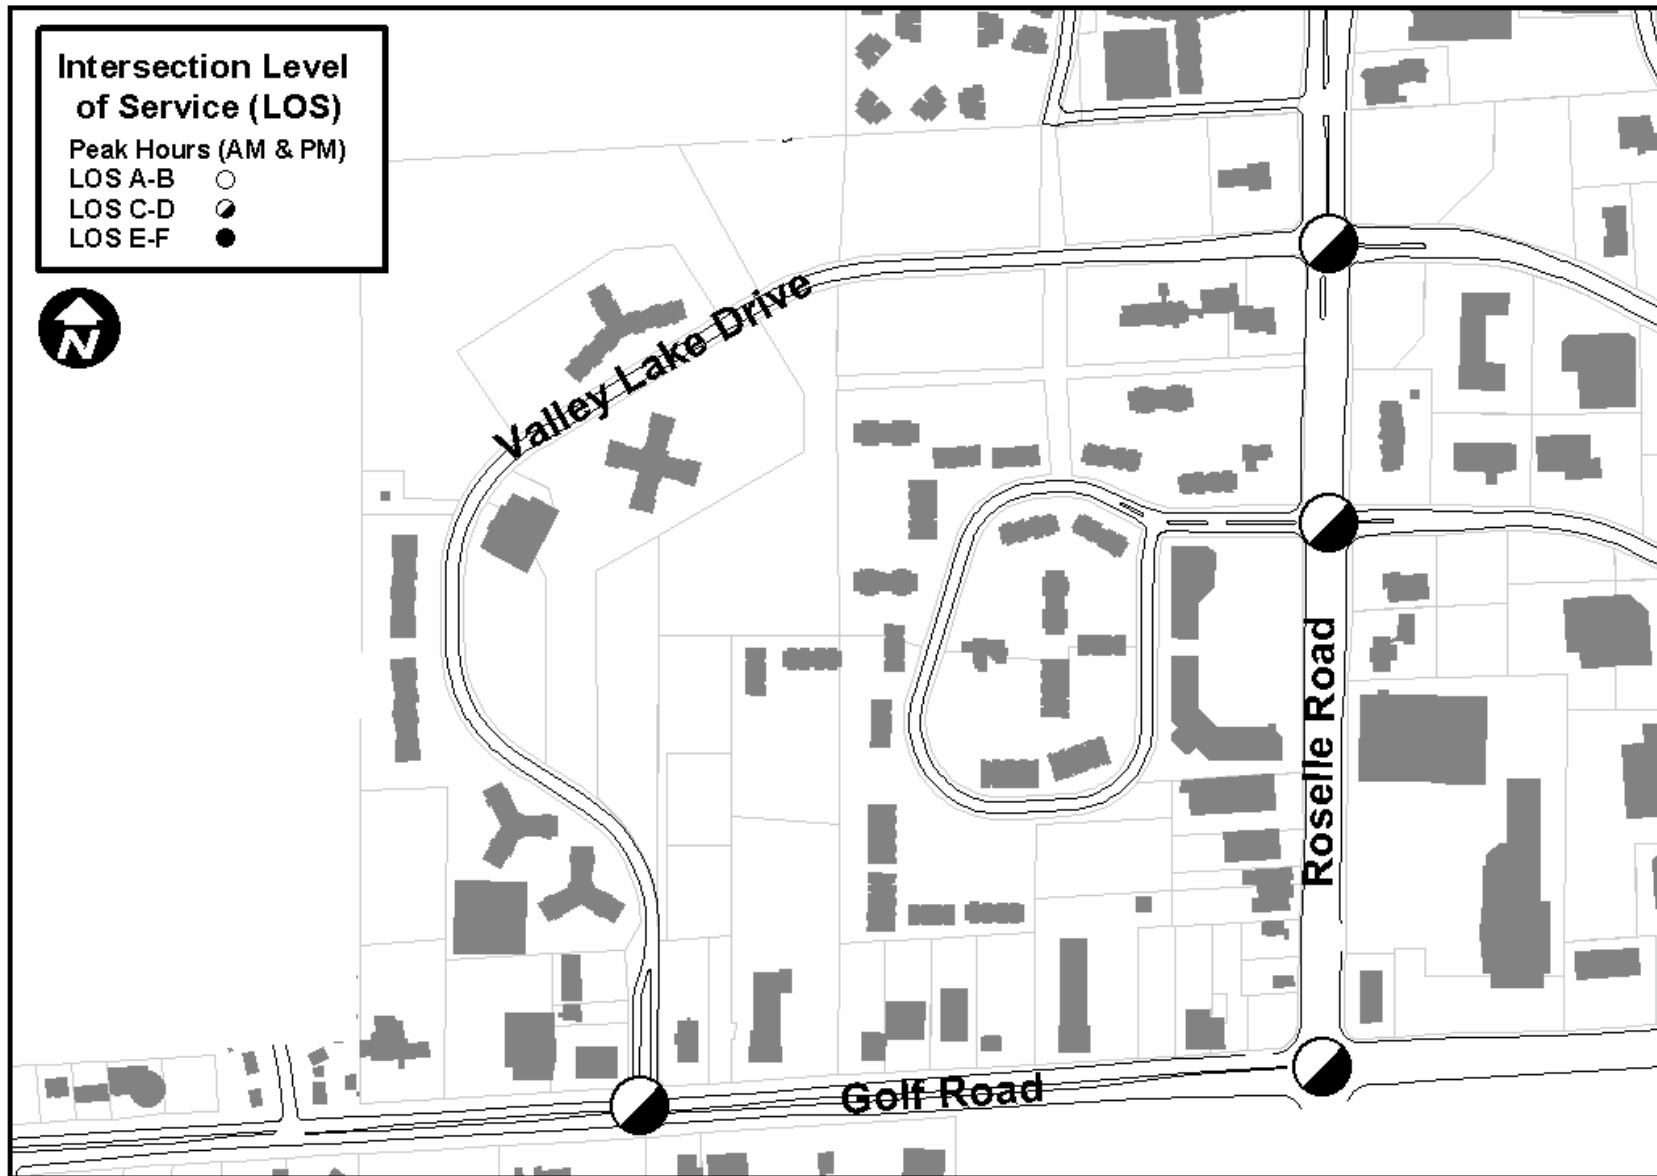 Intersection Level
of Service (LOS)
Peak Hours (AM & PM)
LOS A-B
LOS C-D
LOS E-F
N
Valley Lake Drive
Roselle Road
Golf Road